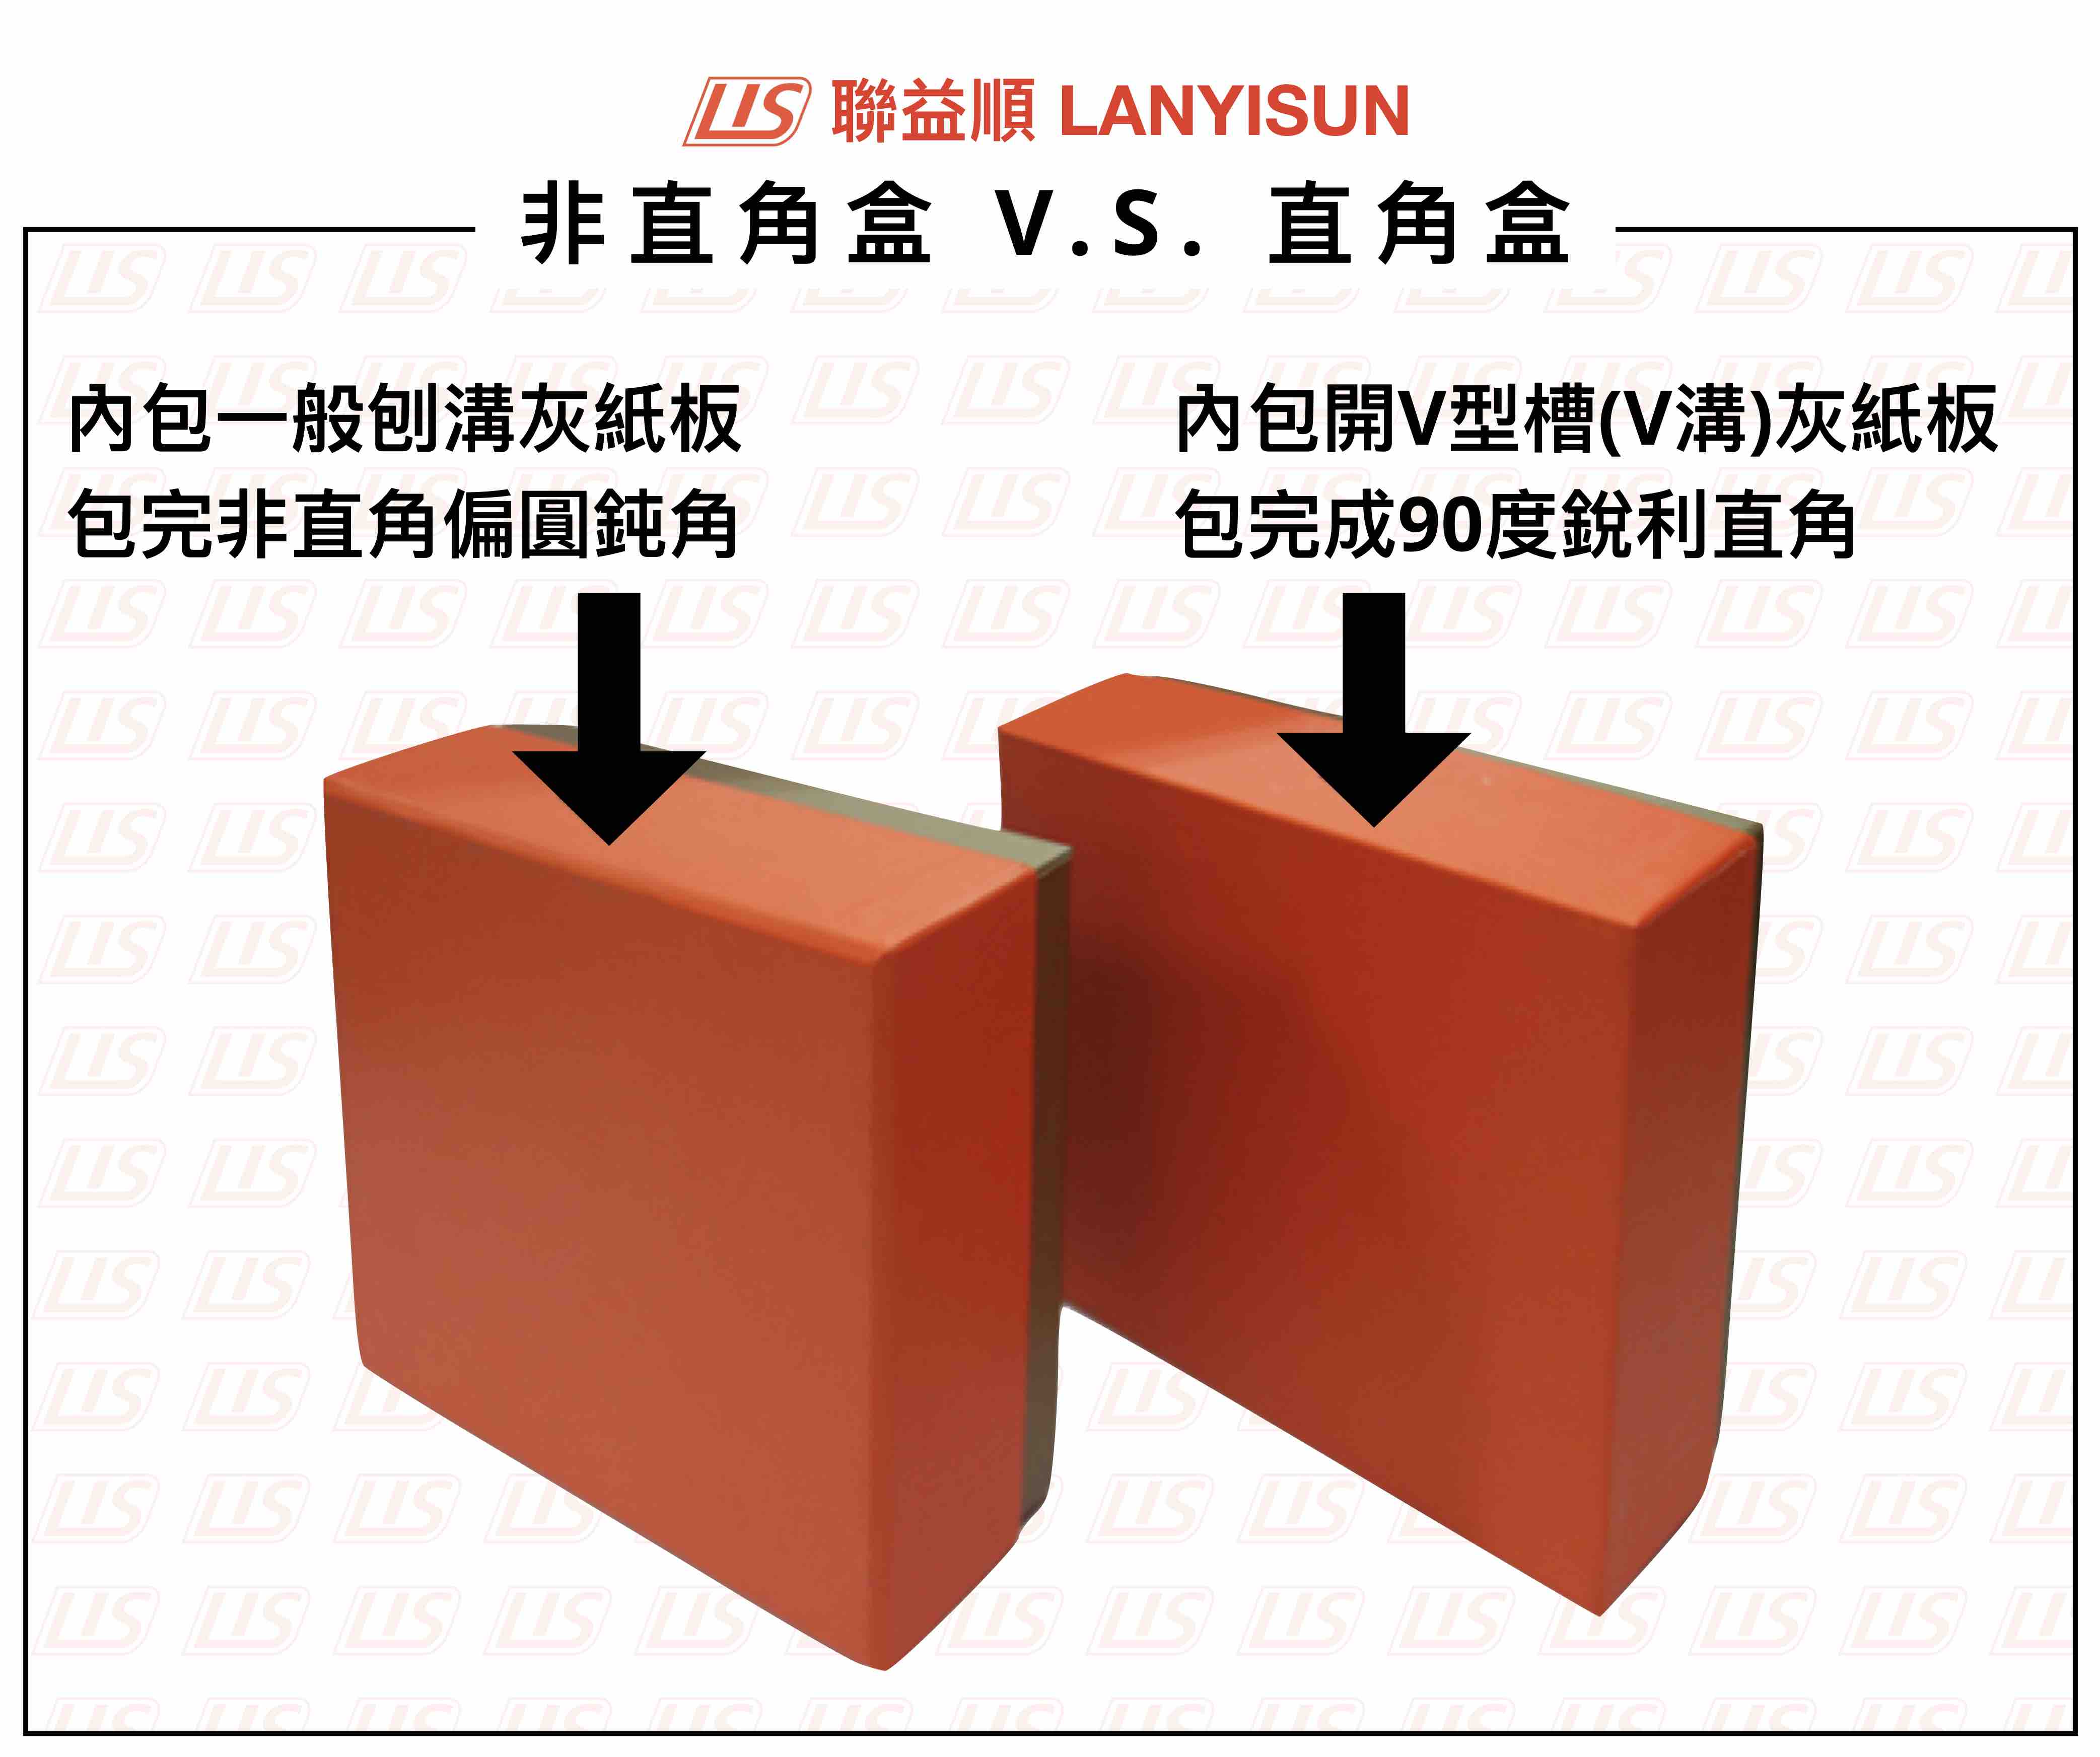 LIS 聯益順 LANYISUN
非直角盒 V.S. 直角盒
內包一般刨溝灰紙板
包完非直角偏圓鈍角
內包開V型槽(V溝)灰紙板
包完成90度銳利直角